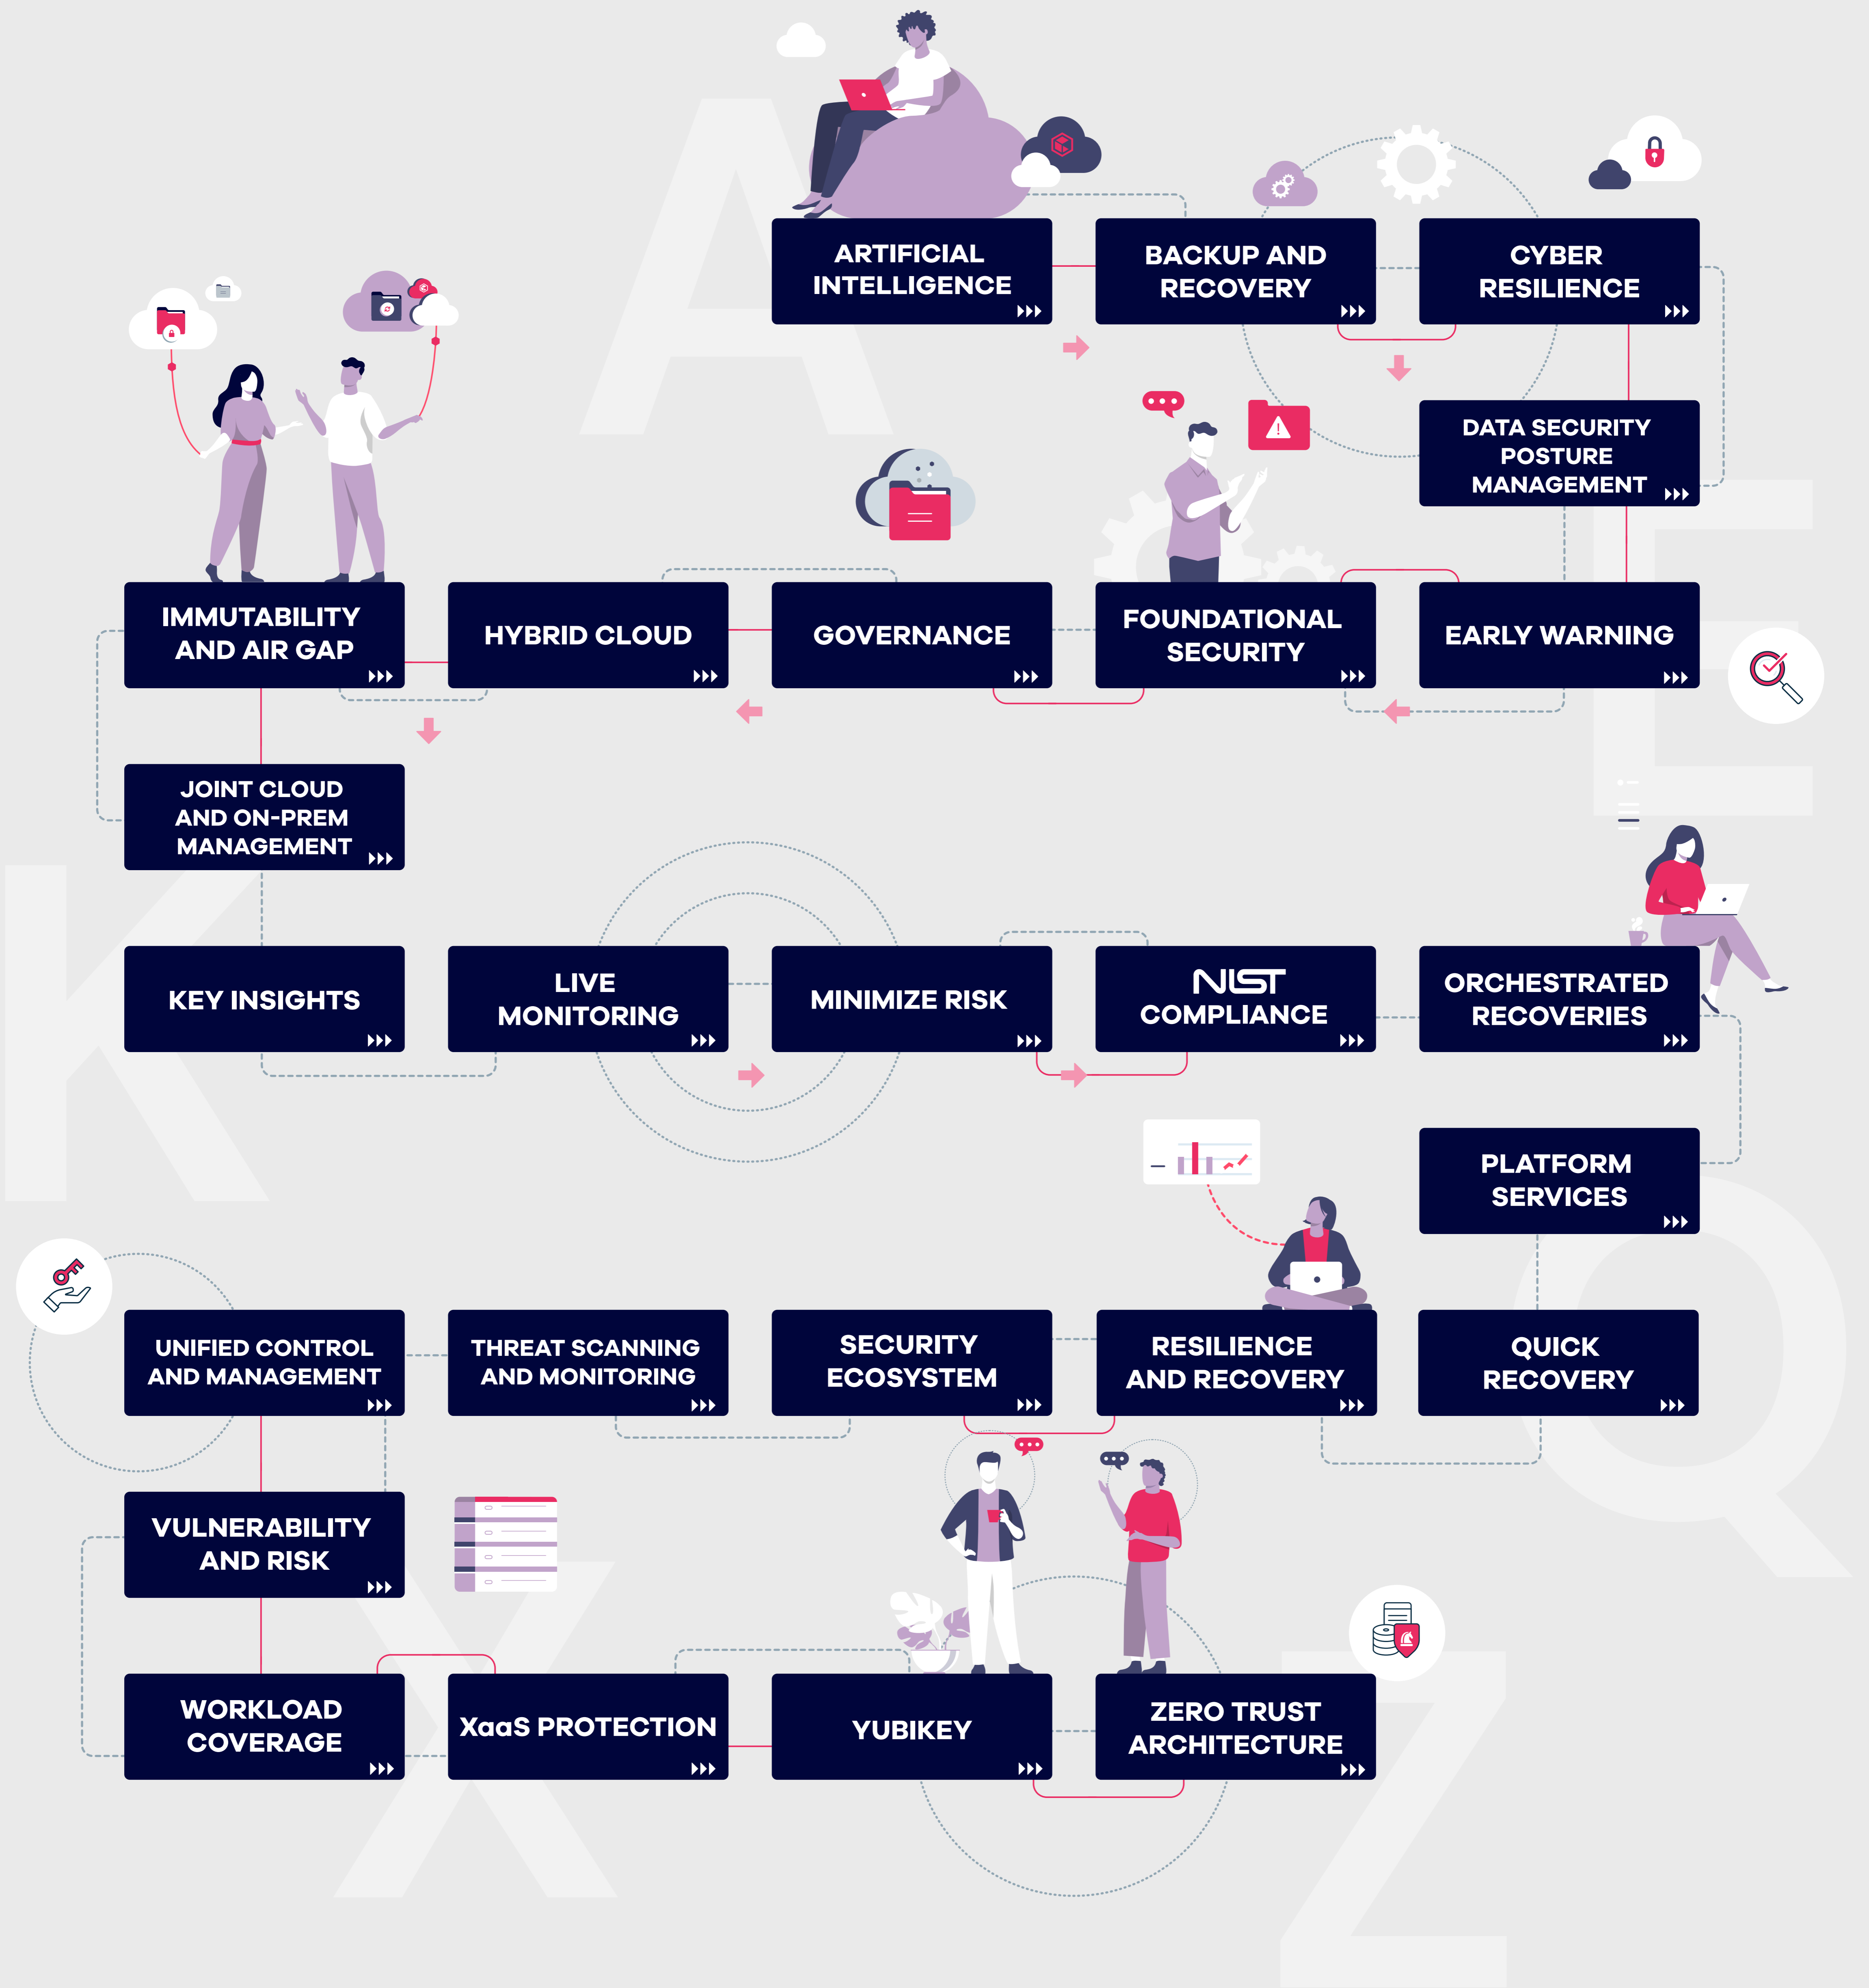 A
ARTIFICIAL
INTELLIGENCE
BACKUP AND
RECOVERY
CYBER
RESILIENCE
DATA SECURITY
POSTURE
MANAGEMENT
E
IMMUTABILITY
AND AIR GAP
HYBRID CLOUD
GOVERNANCE
FOUNDATIONAL
SECURITY
EARLY WARNING
JOINT CLOUD
AND ON-PREM
MANAGEMENT
K
KEY INSIGHTS
LIVE
MONITORING
MINIMIZE RISK
NIST
COMPLIANCE
ORCHESTRATED
RECOVERIES
PLATFORM
SERVICES
Q
UNIFIED CONTROL
AND MANAGEMENT
THREAT SCANNING
AND MONITORING
SECURITY
ECOSYSTEM
RESILIENCE
AND RECOVERY
QUICK
RECOVERY
VULNERABILITY
AND RISK
X
WORKLOAD
COVERAGE
XaaS PROTECTION
YUBIKEY
ZERO TRUST
ARCHITECTURE
Z